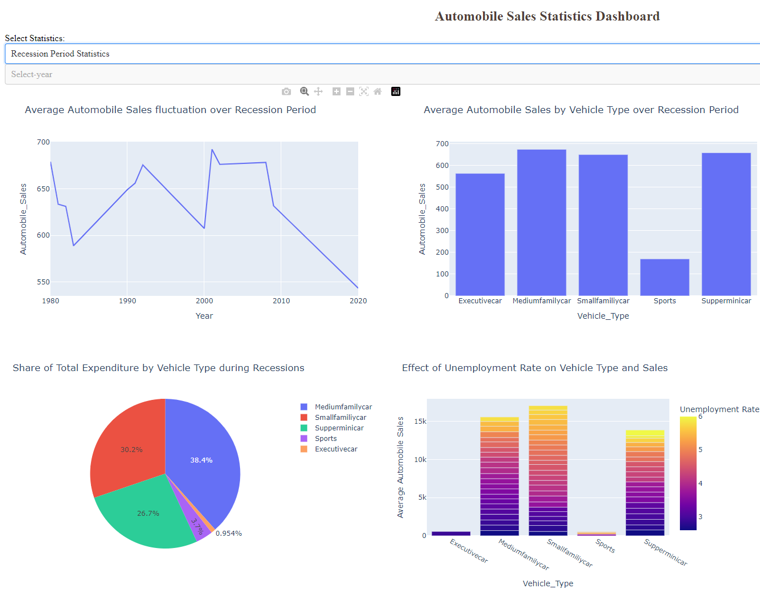 Automobile Sales Statistics Dashboard
Select Statistics:
Recession Period Statistics
Select-year
Average Automobile Sales fluctuation over Recession Period
Automobile_Sales
700
650
600
550
1980
1990
2000
2010
2020
Year
Average Automobile Sales by Vehicle Type over Recession Period
Automobile_Sales
700
600
500
400
300
200
100
0
Executivecar
Mediumfamilycar
Smallfamiliycar
Sports
Supperminicar
Vehicle_Type
Share of Total Expenditure by Vehicle Type during Recessions
38.4%
30.2%
26.7%
3.7%
0.954%
Mediumfamilycar
Smallfamiliycar
Supperminicar
Sports
Executivecar
Effect of Unemployment Rate on Vehicle Type and Sales
Average Automobile Sales
15k
10k
5k
0
Executivecar
Mediumfamilycar
Smallfamiliycar
Sports
Supperminicar
Vehicle_Type
Unemployment Rate
6
5
4
3